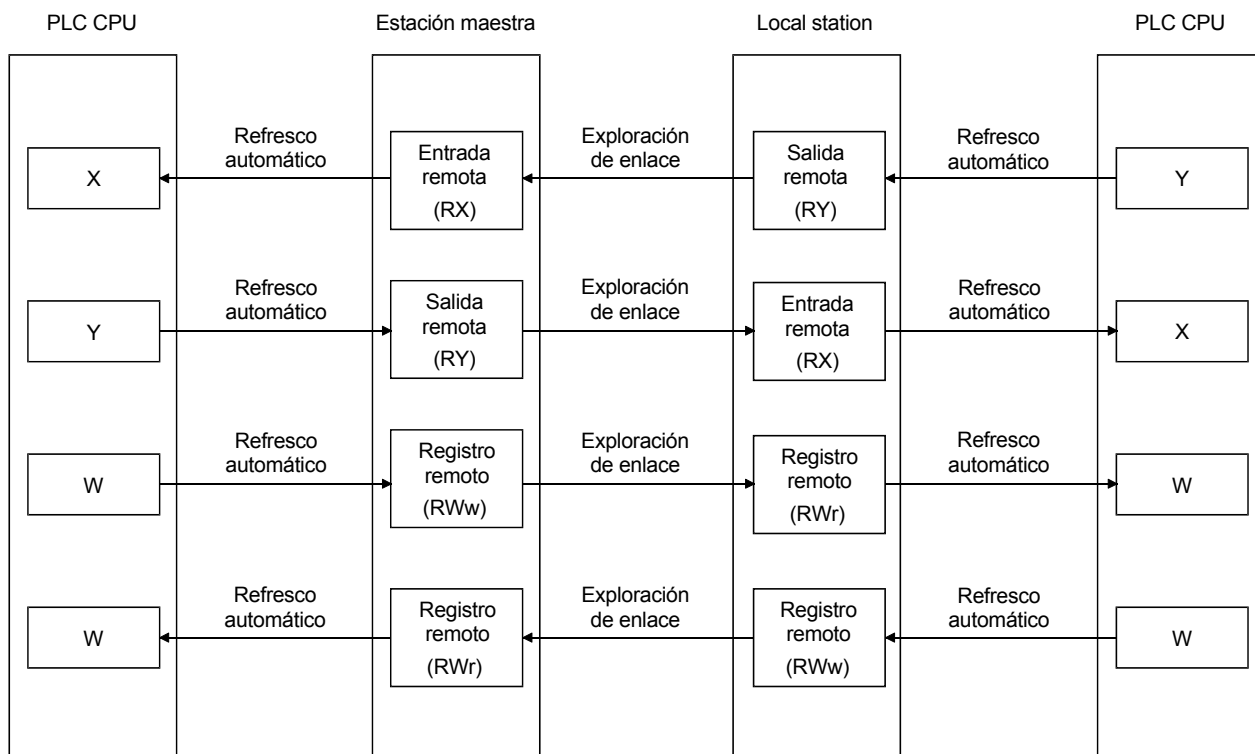 PLC CPU
Estación maestra
Local station
PLC CPU
Refresco
automático
Exploración
de enlace
Refresco
automático
X
Entrada
remota
(RX)
Salida
remota
(RY)
Y
Refresco
automático
Exploración
de enlace
Refresco
automático
Y
Salida
remota
(RY)
Entrada
remota
(RX)
X
Refresco
automático
Exploración
de enlace
Refresco
automático
W
Registro
remoto
(RWw)
Registro
remoto
(RWr)
W
Refresco
automático
Exploración
de enlace
Refresco
automático
W
Registro
remoto
(RWr)
Registro
remoto
(RWw)
W